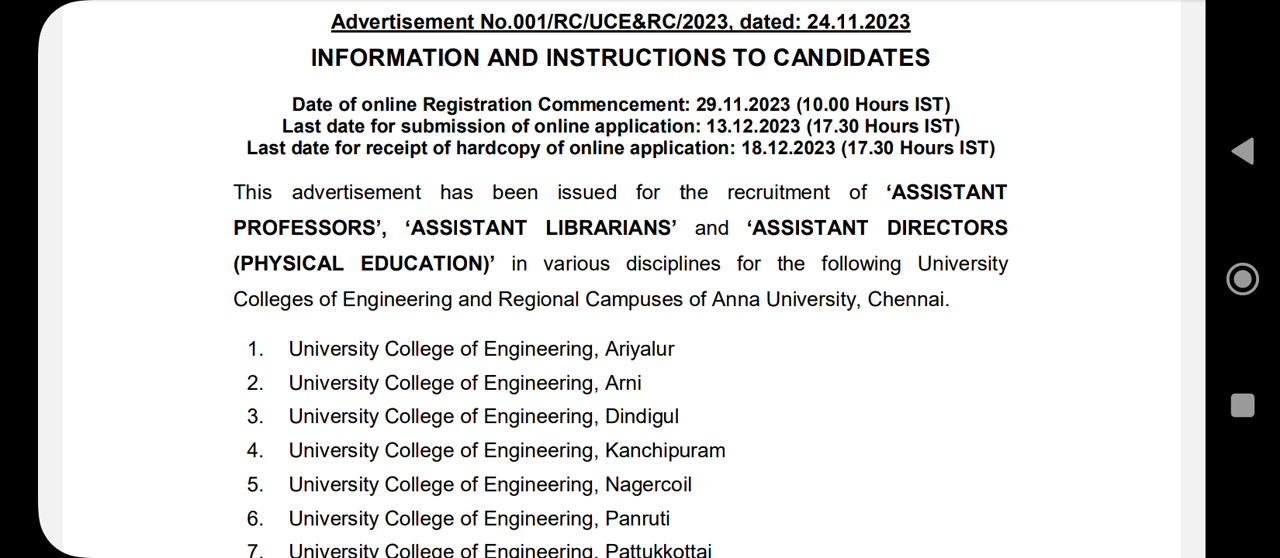 Advertisement No.001/RC/UCE&RC/2023, dated: 24.11.2023
INFORMATION AND INSTRUCTIONS TO CANDIDATES
Date of online Registration Commencement: 29.11.2023 (10.00 Hours IST)
Last date for submission of online application: 13.12.2023 (17.30 Hours IST)
Last date for receipt of hardcopy of online application: 18.12.2023 (17.30 Hours IST)
This advertisement has been issued for the recruitment of ‘ASSISTANT
PROFESSORS’, ‘ASSISTANT LIBRARIANS’ and ‘ASSISTANT DIRECTORS
(PHYSICAL EDUCATION)’ in various disciplines for the following University
Colleges of Engineering and Regional Campuses of Anna University, Chennai.
1. University College of Engineering, Ariyalur
2. University College of Engineering, Arni
3. University College of Engineering, Dindigul
4. University College of Engineering, Kanchipuram
5. University College of Engineering, Nagercoil
6. University College of Engineering, Panruti
7. University College of Engineering, Pattukkottai